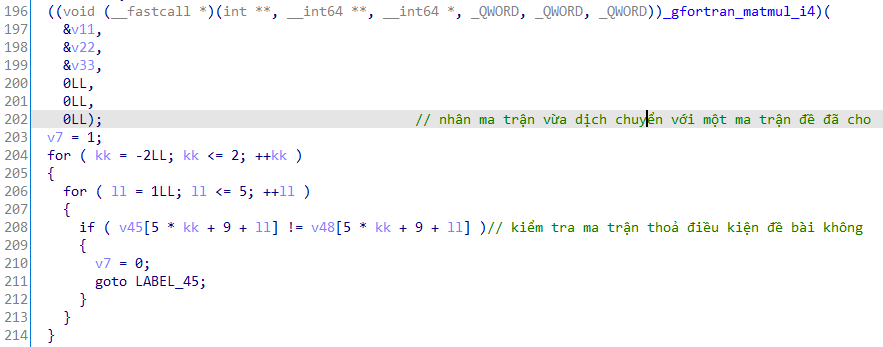 196 ((void (__fastcall *)(int **, __int64 **, __int64 *, _QWORD, _QWORD, _QWORD))_gfortran_matmul_i4)(
197 &v11,
198 &v22,
199 &v33,
200 0LL,
201 0LL,
202 0LL); // nhân ma trận vừa dịch chuyển với một ma trận đề đã cho
203 v7 = 1;
204 for ( kk = -2LL; kk <= 2; ++kk )
205 {
206 for ( ll = 1LL; ll <= 5; ++ll )
207 {
208 if ( v45[5 * kk + 9 + ll] != v48[5 * kk + 9 + ll] )// kiểm tra ma trận thoả điều kiện đề bài không
209 {
210 v7 = 0;
211 goto LABEL_45;
212 }
213 }
214 }